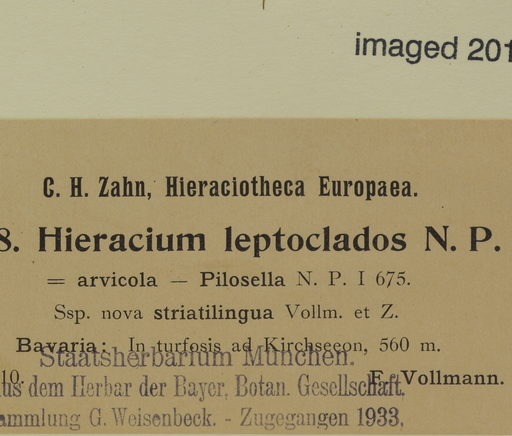 imaged 201
C. H. Zahn, Hieraciotheca Europaea.
8. Hieracium leptoclados N. P.
= arvicola — Pilosella N. P. I 675.
Ssp. nova striatilingua Vollm. et Z.
Bavaria: In turfosis ad Kirchseeon, 560 m.
Staatsherbarium München.
10. F. Vollmann.
us dem Herbar der Bayer. Botan. Gesellschaft.
ammlung G. Weisenbeck. - Zugegangen 1933.